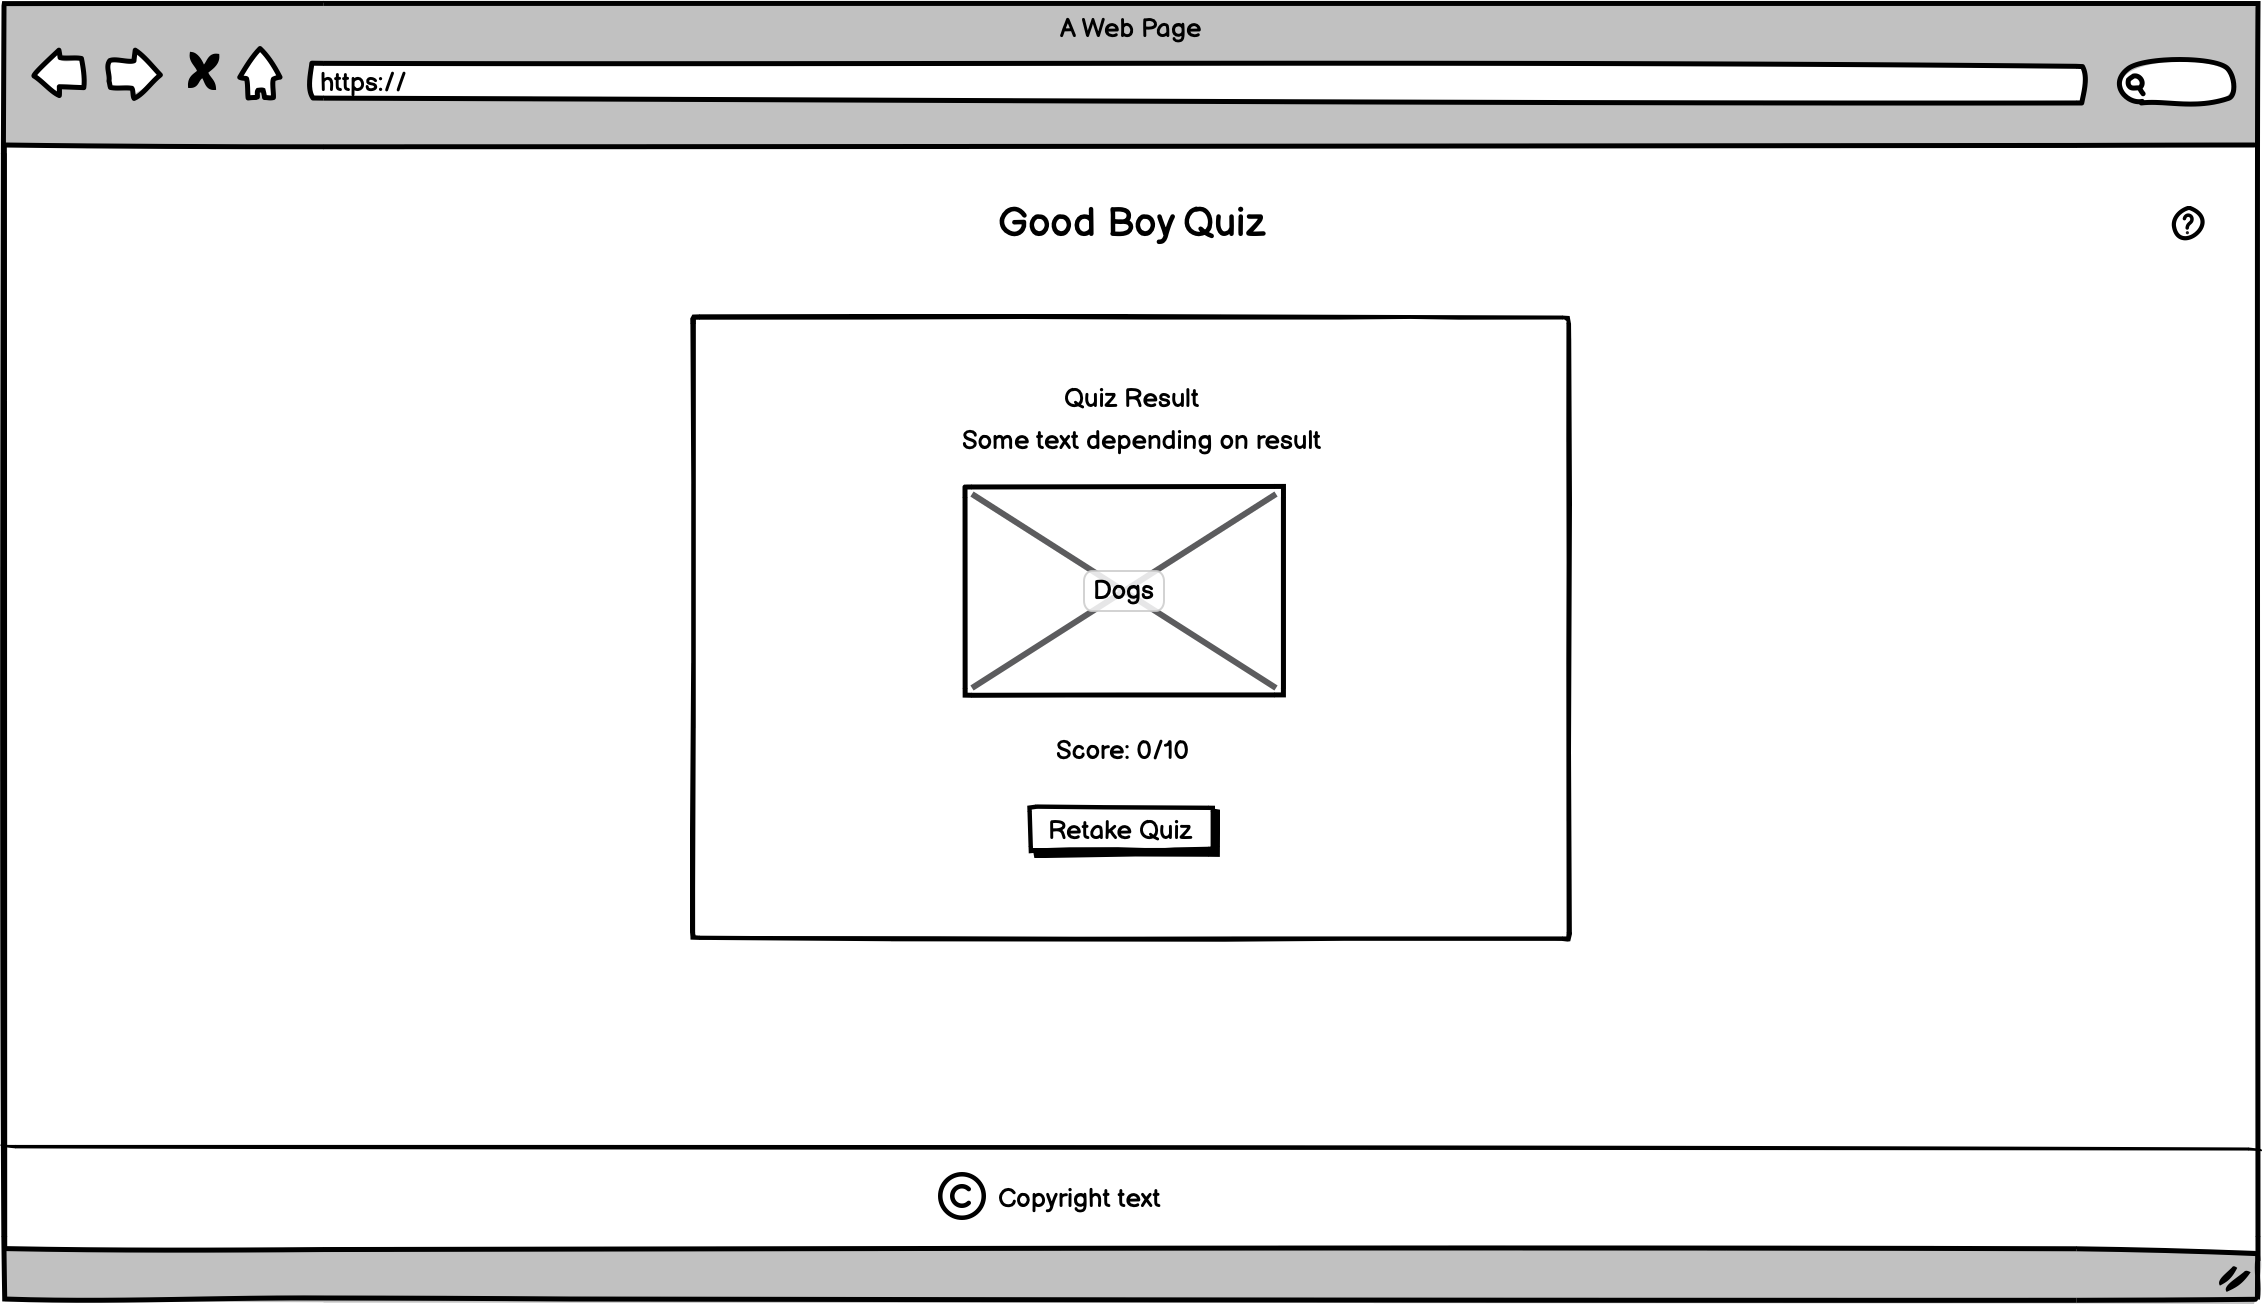 A Web Page
https://
Good Boy Quiz
?
Quiz Result
Some text depending on result
Dogs
Score: 0/10
Retake Quiz
© Copyright text